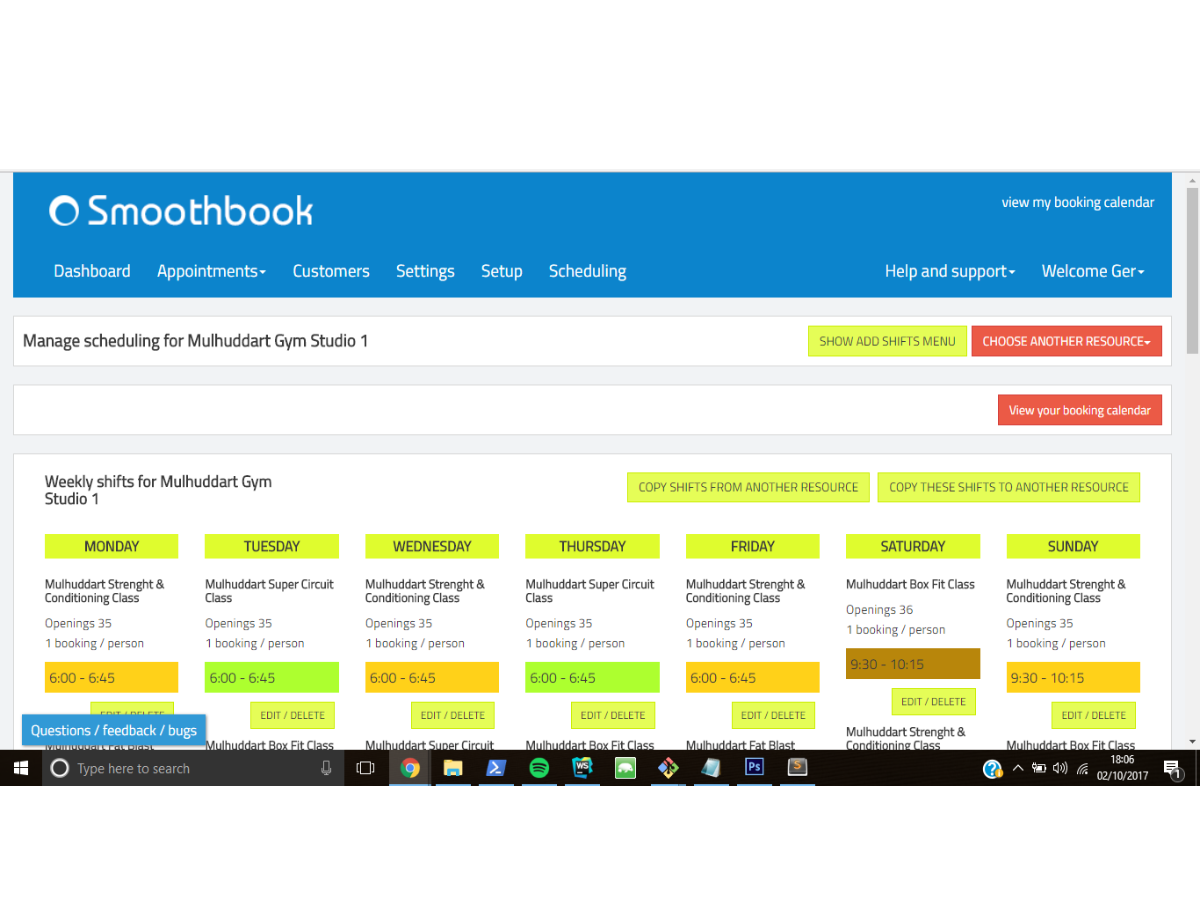 Smoothbook
view my booking calendar
Dashboard Appointments Customers Settings Setup Scheduling Help and support Welcome Ger
Manage scheduling for Mulhuddart Gym Studio 1
SHOW ADD SHIFTS MENU CHOOSE ANOTHER RESOURCE
View your booking calendar
Weekly shifts for Mulhuddart Gym
Studio 1
COPY SHIFTS FROM ANOTHER RESOURCE COPY THESE SHIFTS TO ANOTHER RESOURCE
MONDAY
Mulhuddart Strenght &
Conditioning Class
Openings 35
1 booking / person
6:00 - 6:45
EDIT / DELETE
Mulhuddart Fat Blast
TUESDAY
Mulhuddart Super Circuit
Class
Openings 35
1 booking / person
6:00 - 6:45
EDIT / DELETE
Mulhuddart Box Fit Class
WEDNESDAY
Mulhuddart Strenght &
Conditioning Class
Openings 35
1 booking / person
6:00 - 6:45
EDIT / DELETE
Mulhuddart Super Circuit
THURSDAY
Mulhuddart Super Circuit
Class
Openings 35
1 booking / person
6:00 - 6:45
EDIT / DELETE
Mulhuddart Box Fit Class
FRIDAY
Mulhuddart Strenght &
Conditioning Class
Openings 35
1 booking / person
6:00 - 6:45
EDIT / DELETE
Mulhuddart Fat Blast
SATURDAY
Mulhuddart Box Fit Class
Openings 36
1 booking / person
9:30 - 10:15
EDIT / DELETE
Mulhuddart Strenght &
Conditioning Class
SUNDAY
Mulhuddart Strenght &
Conditioning Class
Openings 35
1 booking / person
9:30 - 10:15
EDIT / DELETE
Mulhuddart Box Fit Class
Questions / feedback / bugs
Type here to search
WS
Ps
S
18:06
02/10/2017
1